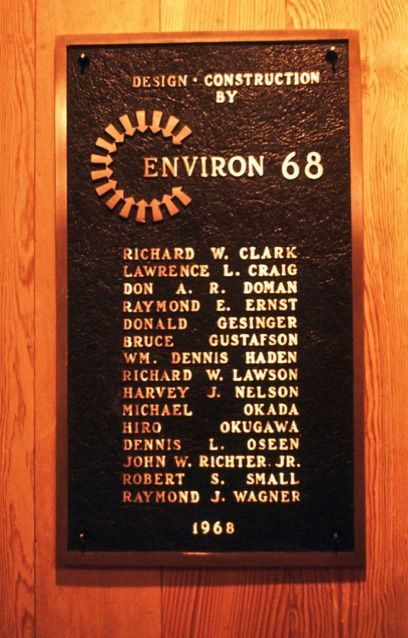 DESIGN · CONSTRUCTION
BY
ENVIRON 68
RICHARD W. CLARK
LAWRENCE L. CRAIG
DON A. R. DOMAN
RAYMOND E. ERNST
DONALD GESINGER
BRUCE GUSTAFSON
WM. DENNIS HADEN
RICHARD W. LAWSON
HARVEY J. NELSON
MICHAEL OKADA
HIRO OKUGAWA
DENNIS L. OSEEN
JOHN W. RICHTER. JR.
ROBERT S. SMALL
RAYMOND J. WAGNER
1968